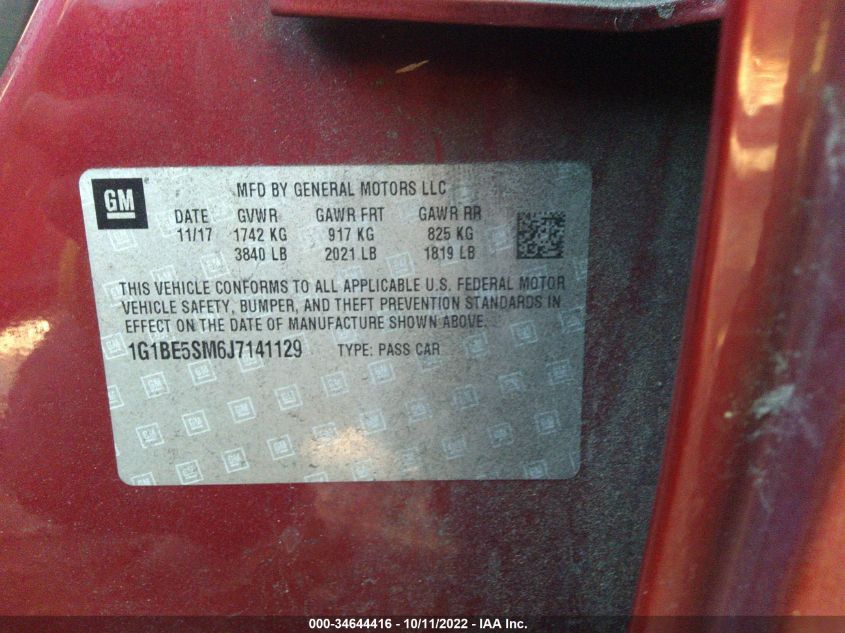 GM
MFD BY GENERAL MOTORS LLC
DATE GVWR GAWR FRT GAWR RR
11/17 1742 KG 917 KG 825 KG
3840 LB 2021 LB 1819 LB
THIS VEHICLE CONFORMS TO ALL APPLICABLE U.S. FEDERAL MOTOR
VEHICLE SAFETY, BUMPER, AND THEFT PREVENTION STANDARDS IN
EFFECT ON THE DATE OF MANUFACTURE SHOWN ABOVE.
1G1BE5SM6J7141129 TYPE: PASS CAR
000-34644416 - 10/11/2022 - IAA Inc.